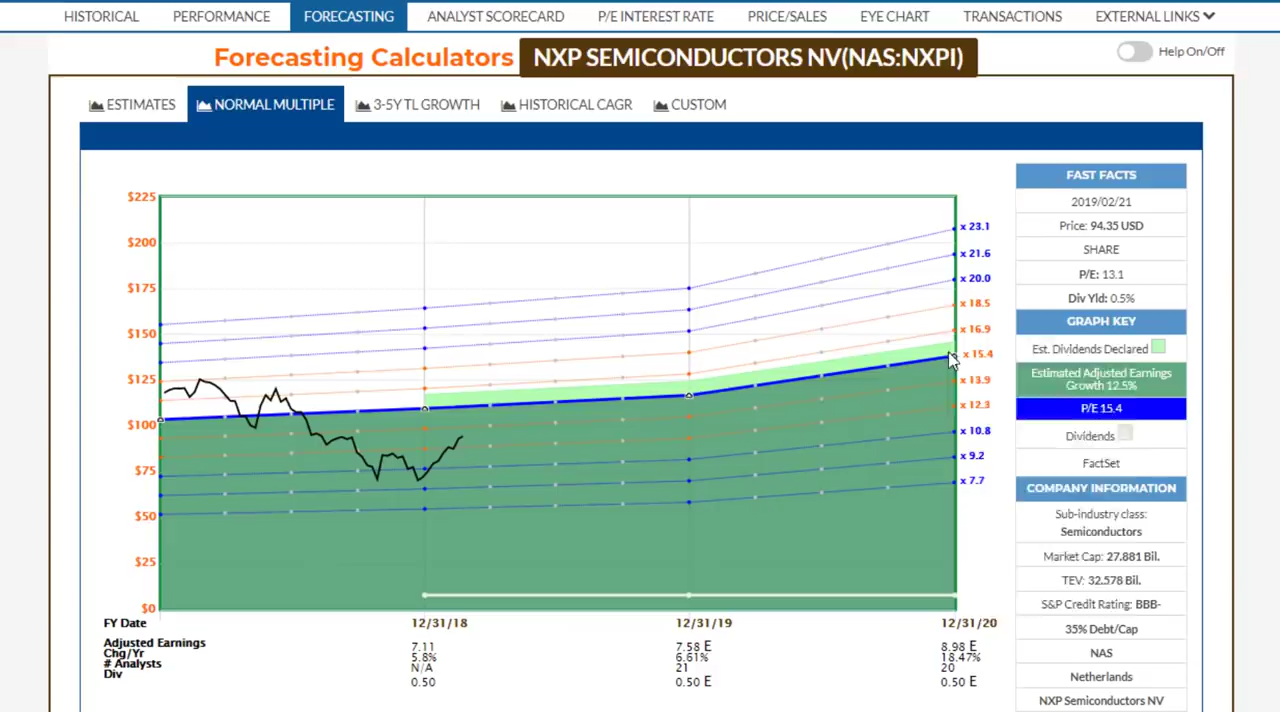 HISTORICAL PERFORMANCE FORECASTING ANALYST SCORECARD P/E INTEREST RATE PRICE/SALES EYE CHART TRANSACTIONS EXTERNAL LINKS
Forecasting Calculators NXP SEMICONDUCTORS NV(NAS:NXPI) Help On/Off
ESTIMATES NORMAL MULTIPLE 3-5Y TL GROWTH HISTORICAL CAGR CUSTOM
$225
$200
$175
$150
$125
$100
$75
$50
$25
$0
x 23.1
x 21.6
x 20.0
x 18.5
x 16.9
x 15.4
x 13.9
x 12.3
x 10.8
x 9.2
x 7.7
FY Date 12/31/18 12/31/19 12/31/20
Adjusted Earnings 7.11 7.58 E 8.98 E
Chg/Yr 5.8% 6.61% 18.47%
# Analysts N/A 21 20
Div 0.50 0.50 E 0.50 E
FAST FACTS
2019/02/21
Price: 94.35 USD
SHARE
P/E: 13.1
Div Yld: 0.5%
GRAPH KEY
Est. Dividends Declared
Estimated Adjusted Earnings
Growth 12.5%
P/E 15.4
Dividends
FactSet
COMPANY INFORMATION
Sub-industry class:
Semiconductors
Market Cap: 27.881 Bil.
TEV: 32.578 Bil.
S&P Credit Rating: BBB-
35% Debt/Cap
NAS
Netherlands
NXP Semiconductors NV